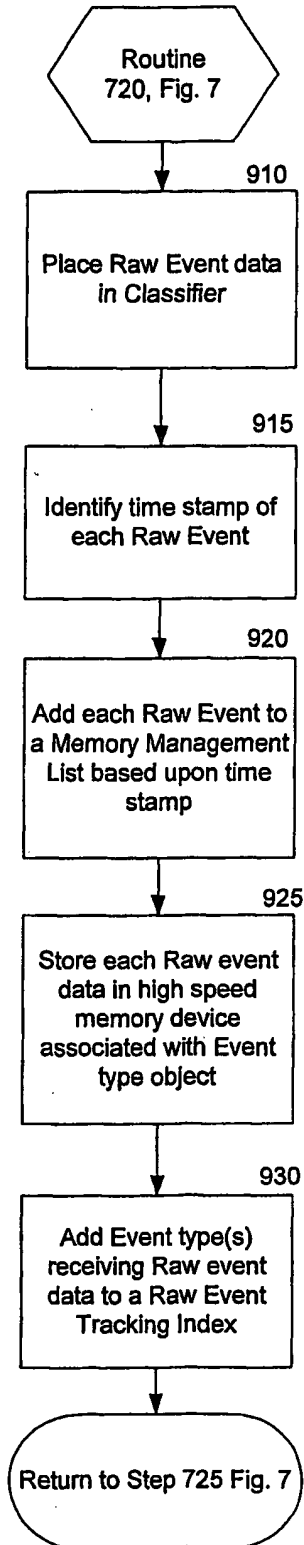 Routine
720, Fig. 7
910
Place Raw Event data
in Classifier
915
Identify time stamp of
each Raw Event
920
Add each Raw Event to
a Memory Management
List based upon time
stamp
925
Store each Raw event
data in high speed
memory device
associated with Event
type object
930
Add Event type(s)
receiving Raw event
data to a Raw Event
Tracking Index
Return to Step 725 Fig. 7